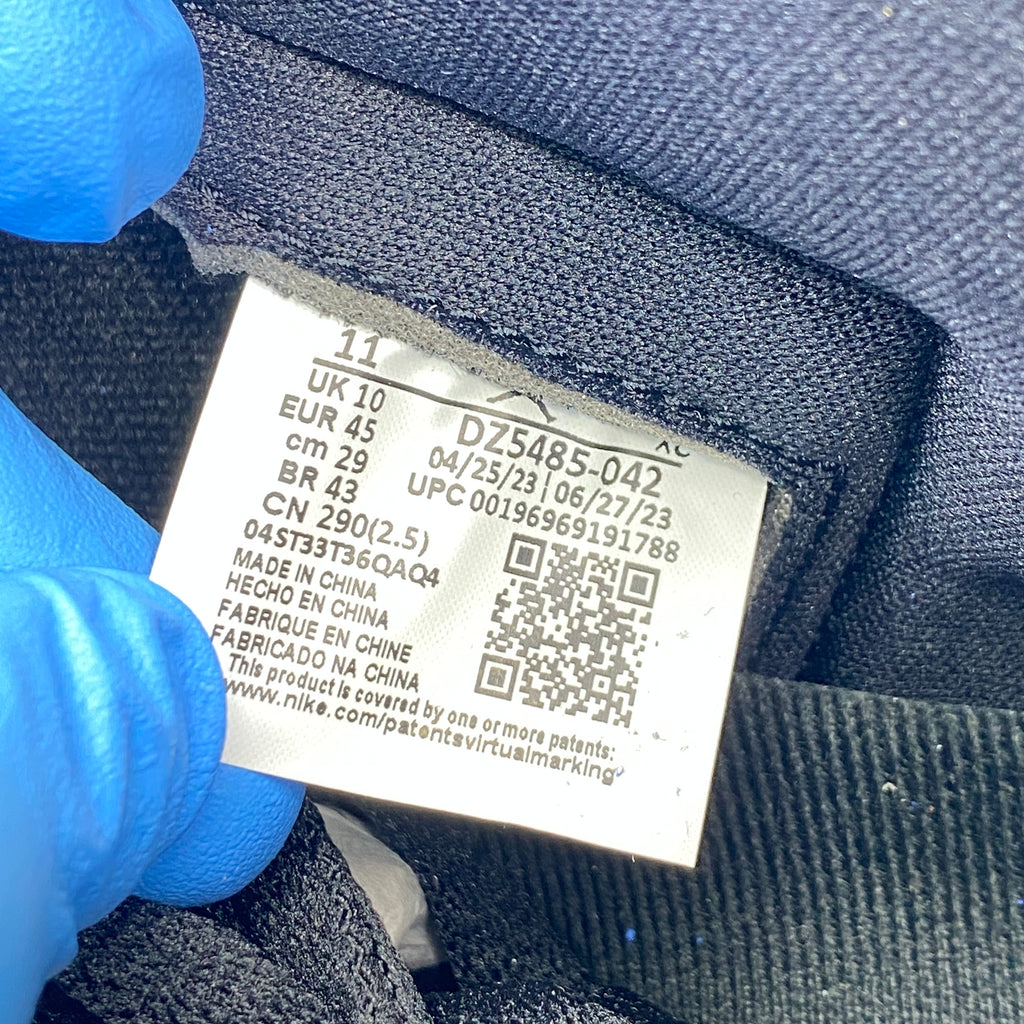 11
UK 10
EUR 45
cm 29
BR 43
CN 290(2.5)
04ST33T36QAQ4
DZ5485-042
04/25/23 | 06/27/23
UPC 00196969191788
MADE IN CHINA
HECHO EN CHINA
FABRIQUE EN CHINE
FABRICADO NA CHINA
This product is covered by one or more patents:
www.nike.com/patentsvirtualmarking